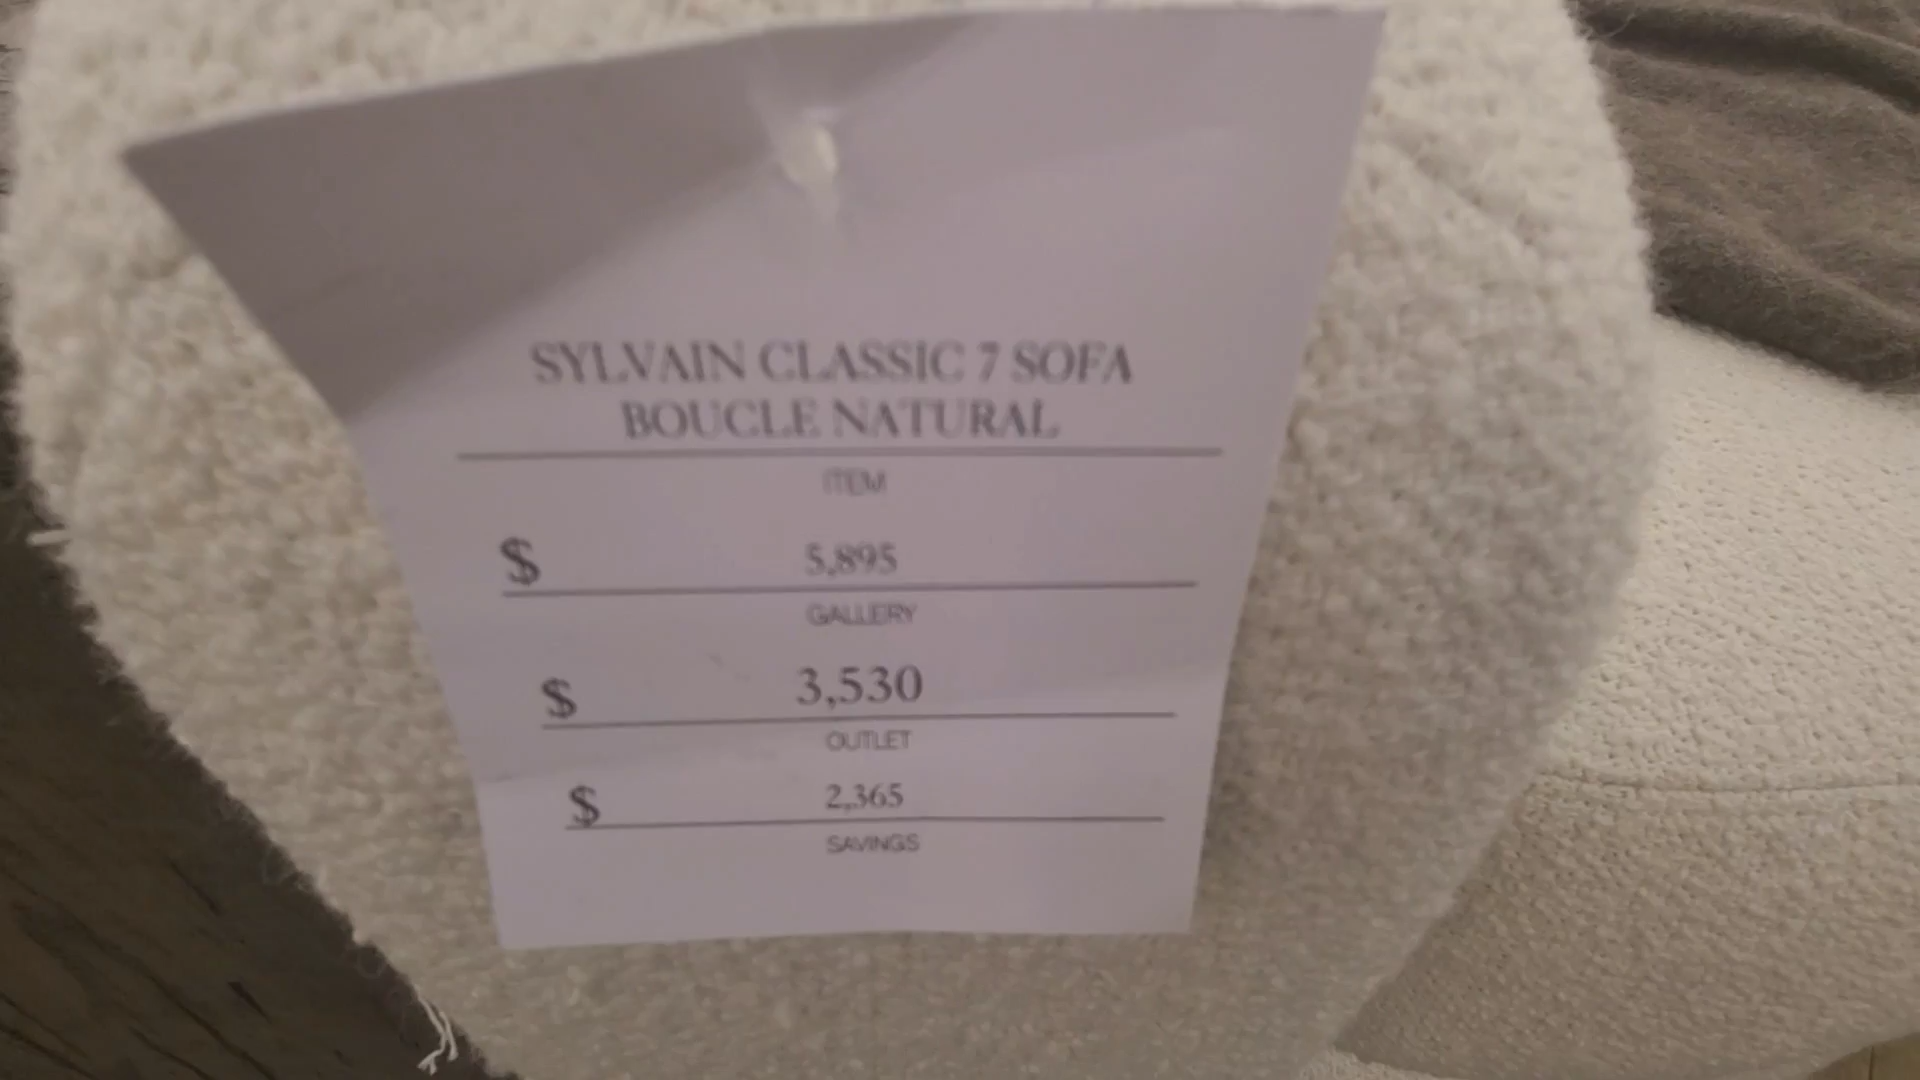 SYLVAIN CLASSIC 7 SOFA
BOUCLE NATURAL
ITEM
$ 5,895
GALLERY
$ 3,530
OUTLET
$ 2,365
SAVINGS